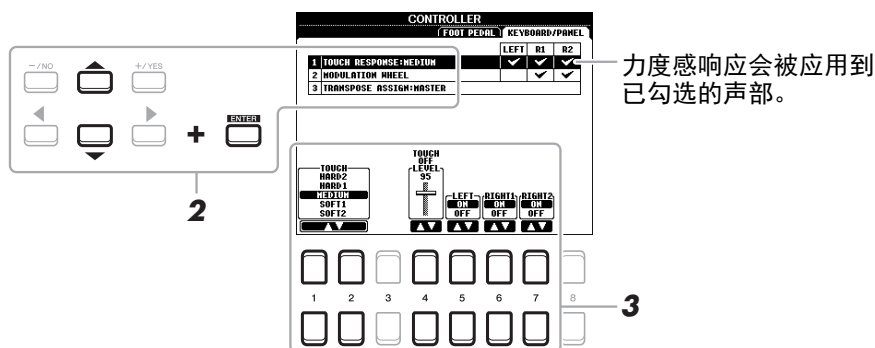 CONTROLLER
FOOT PEDAL KEYBOARD/PANEL
LEFT R1 R2
1 TOUCH RESPONSE:MEDIUM
2 MODULATION WHEEL
3 TRANSPOSE ASSIGN:MASTER
力度感响应会被应用到
已勾选的声部。
-/NO +/YES
+ ENTER
2
TOUCH
HARD2
HARD1
MEDIUM
SOFT1
SOFT2
TOUCH
OFF
LEVEL
95
LEFT
ON
OFF
RIGHT1
ON
OFF
RIGHT2
ON
OFF
1 2 3 4 5 6 7 8
3